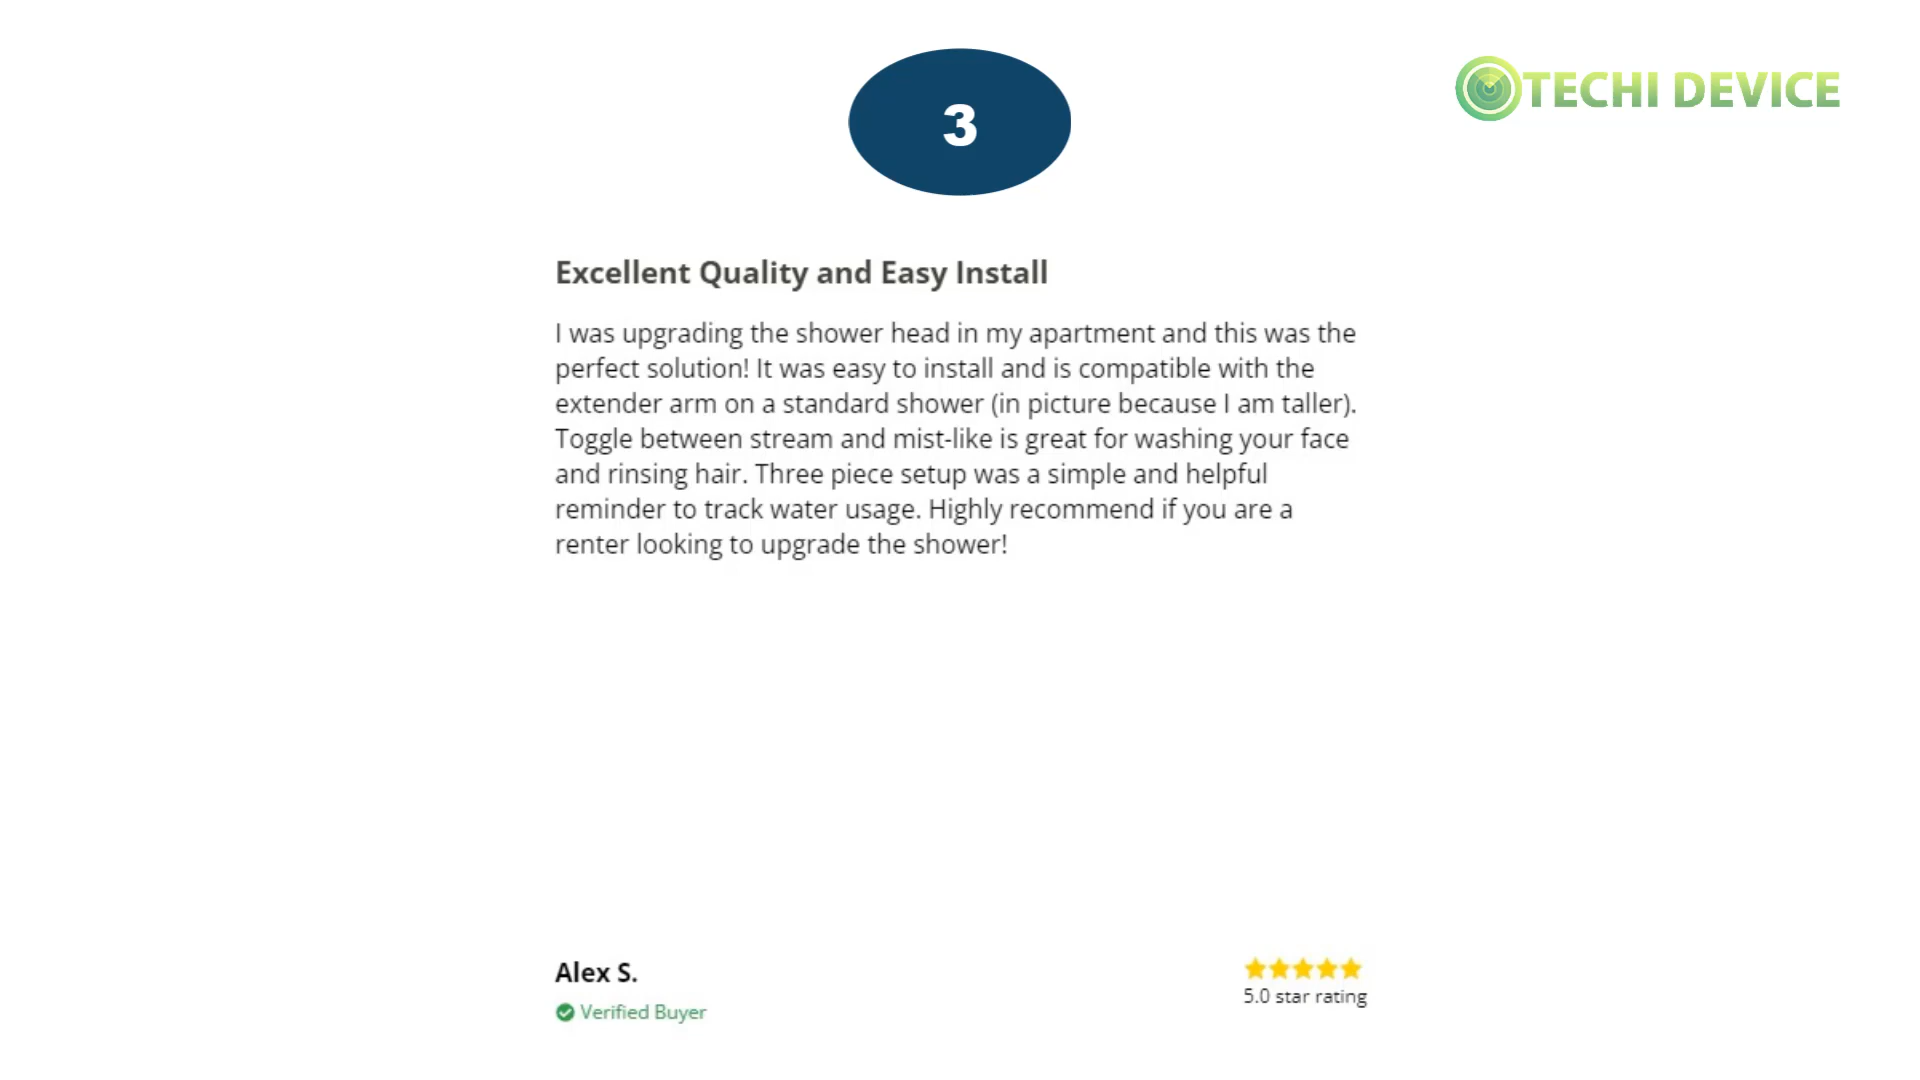 3
TECHI DEVICE
Excellent Quality and Easy Install
I was upgrading the shower head in my apartment and this was the
perfect solution! It was easy to install and is compatible with the
extender arm on a standard shower (in picture because I am taller).
Toggle between stream and mist-like is great for washing your face
and rinsing hair. Three piece setup was a simple and helpful
reminder to track water usage. Highly recommend if you are a
renter looking to upgrade the shower!
Alex S.
Verified Buyer
5.0 star rating